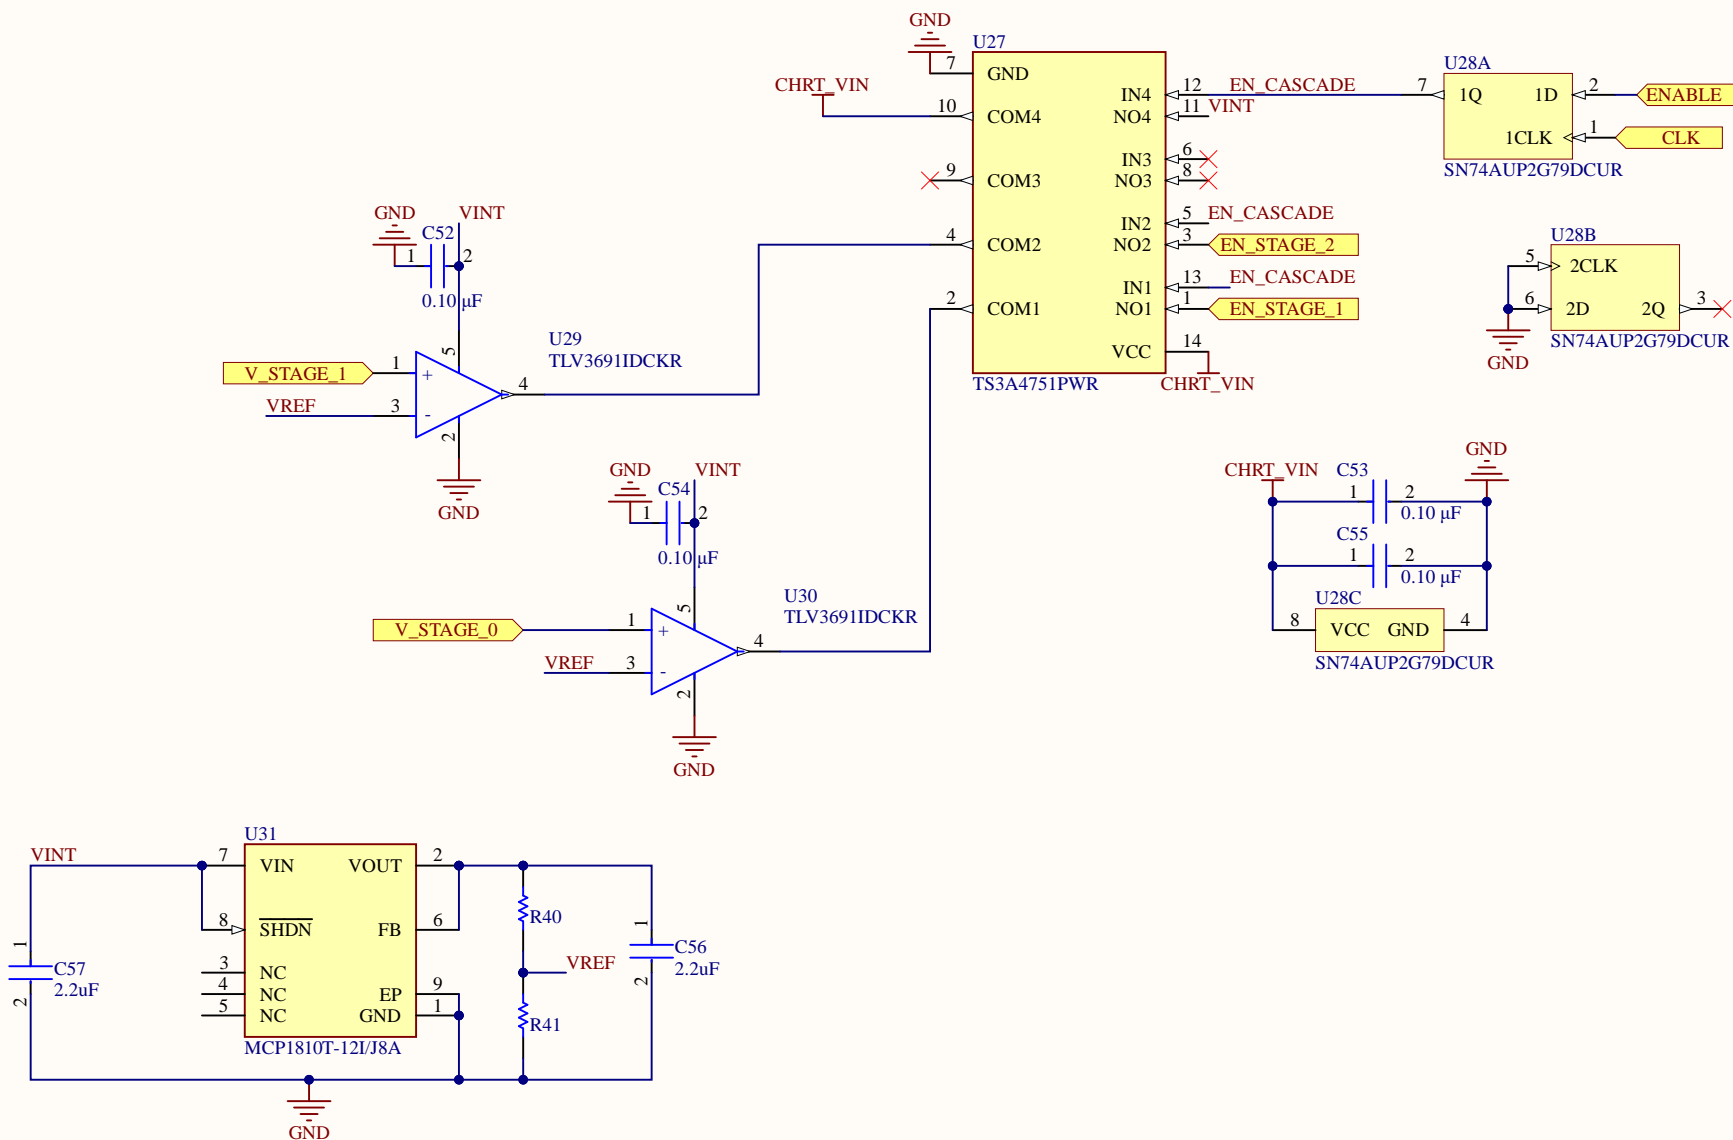 GND
U27
7
GND
CHRT_VIN
10
COM4
9
COM3
4
COM2
2
COM1
IN4
12
EN_CASCADE
NO4
11
VINT
IN3
6
NO3
8
IN2
5
EN_CASCADE
NO2
3
EN_STAGE_2
IN1
13
EN_CASCADE
NO1
1
EN_STAGE_1
VCC
14
CHRT_VIN
TS3A4751PWR
U28A
7
1Q
1D
2
ENABLE
1CLK
1
CLK
SN74AUP2G79DCUR
U28B
5
2CLK
6
2D
2Q
3
SN74AUP2G79DCUR
GND
GND
VINT
C52
1
2
0.10 µF
U29
TLV3691IDCKR
V_STAGE_1
1
+
5
4
VREF
3
-
2
GND
GND
VINT
C54
1
2
0.10 µF
U30
TLV3691IDCKR
V_STAGE_0
1
+
5
4
VREF
3
-
2
GND
CHRT_VIN
C53
GND
1
2
0.10 µF
C55
1
2
0.10 µF
U28C
8
VCC
GND
4
SN74AUP2G79DCUR
U31
VINT
7
VIN
VOUT
2
8
SHDN
FB
6
3
NC
4
NC
EP
9
5
NC
GND
1
MCP1810T-12I/J8A
1
C57
2.2uF
2
R40
VREF
R41
1
C56
2.2uF
2
GND